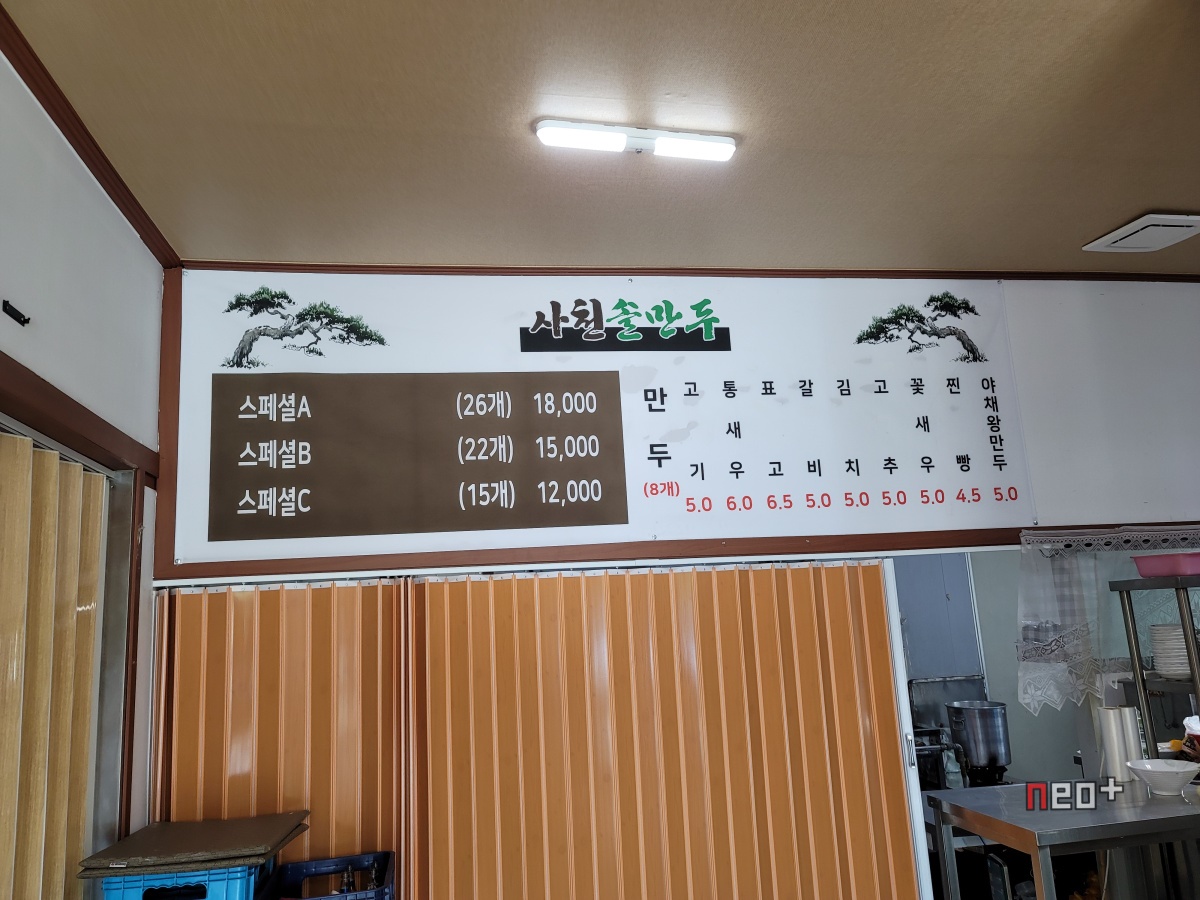 사천솔만두
스페셜A (26개) 18,000
스페셜B (22개) 15,000
스페셜C (15개) 12,000
만두
(8개)
고기 5.0
통새우 6.0
표고 6.5
갈비 5.0
김치 5.0
고추 5.0
꽃새우 5.0
찐빵 4.5
야채왕만두 5.0
neo+